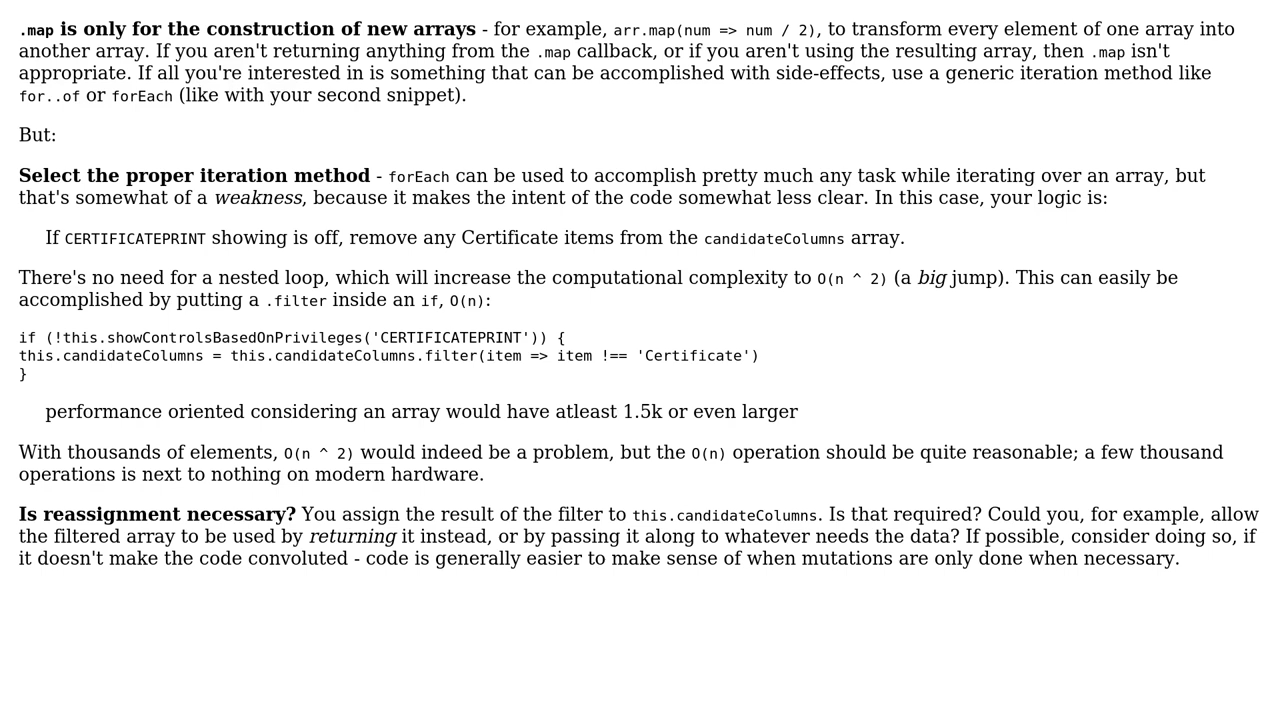 .map is only for the construction of new arrays - for example, arr.map(num => num / 2), to transform every element of one array into
another array. If you aren't returning anything from the .map callback, or if you aren't using the resulting array, then .map isn't
appropriate. If all you're interested in is something that can be accomplished with side-effects, use a generic iteration method like
for..of or forEach (like with your second snippet).
But:
Select the proper iteration method - forEach can be used to accomplish pretty much any task while iterating over an array, but
that's somewhat of a weakness, because it makes the intent of the code somewhat less clear. In this case, your logic is:
If CERTIFICATEPRINT showing is off, remove any Certificate items from the candidateColumns array.
There's no need for a nested loop, which will increase the computational complexity to O(n ^ 2) (a big jump). This can easily be
accomplished by putting a .filter inside an if, O(n):
if (!this.showControlsBasedOnPrivileges('CERTIFICATEPRINT')) {
this.candidateColumns = this.candidateColumns.filter(item => item !== 'Certificate')
}
performance oriented considering an array would have atleast 1.5k or even larger
With thousands of elements, O(n ^ 2) would indeed be a problem, but the O(n) operation should be quite reasonable; a few thousand
operations is next to nothing on modern hardware.
Is reassignment necessary? You assign the result of the filter to this.candidateColumns. Is that required? Could you, for example, allow
the filtered array to be used by returning it instead, or by passing it along to whatever needs the data? If possible, consider doing so, if
it doesn't make the code convoluted - code is generally easier to make sense of when mutations are only done when necessary.